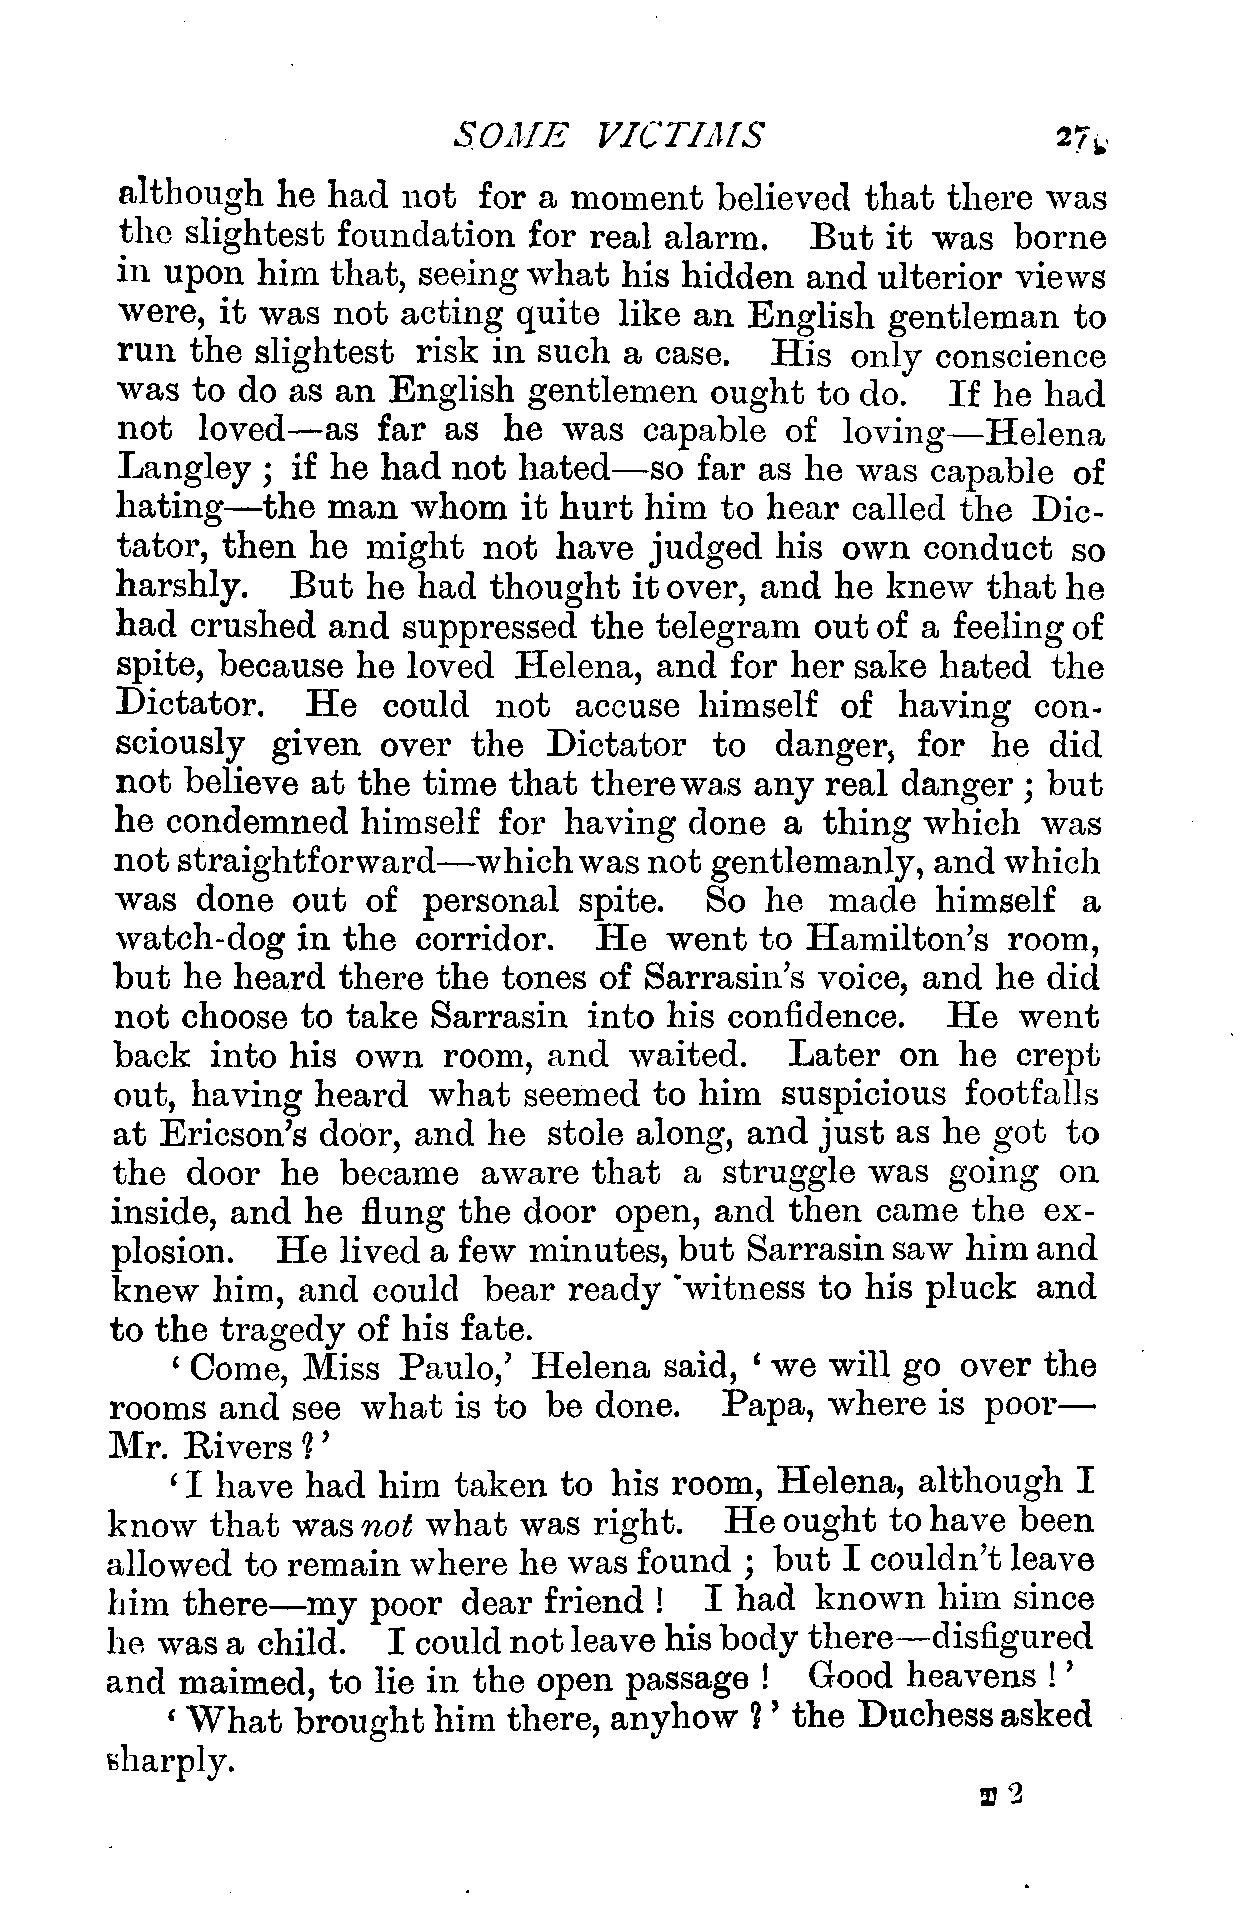 SOME VICTIMS
although he had not for a moment believed that there was
the slightest foundation for real alarm. But it was borne
in upon him that, seeing what his hidden and ulterior views
were, it was not acting quite like an English gentleman to
run the slightest risk in such a case. His only conscience
was to do as an English gentlemen ought to do. If he had
not loved—as far as he was capable of loving—Helena
Langley ; if he had not hated—so far as he was capable of
hating—the man whom it hurt him to hear called the Dic-
tator, then he might not have judged his own conduct so
harshly. But he had thought it over, and he knew that he
had crushed and suppressed the telegram out of a feeling of
spite, because he loved Helena, and for her sake hated the
Dictator. He could not accuse himself of having con-
sciously given over the Dictator to danger, for he did
not believe at the time that there was any real danger ; but
he condemned himself for having done a thing which was
not straightforward—which was not gentlemanly, and which
was done out of personal spite. So he made himself a
watch-dog in the corridor. He went to Hamilton's room,
but he heard there the tones of Sarrasin's voice, and he did
not choose to take Sarrasin into his confidence. He went
back into his own room, and waited. Later on he crept
out, having heard what seemed to him suspicious footfalls
at Ericson's door, and he stole along, and just as he got to
the door he became aware that a struggle was going on
inside, and he flung the door open, and then came the ex-
plosion. He lived a few minutes, but Sarrasin saw him and
knew him, and could bear ready witness to his pluck and
to the tragedy of his fate.
‘ Come, Miss Paulo,’ Helena said, ‘ we will go over the
rooms and see what is to be done. Papa, where is poor—
Mr. Rivers ? ’
‘ I have had him taken to his room, Helena, although I
know that was not what was right. He ought to have been
allowed to remain where he was found ; but I couldn't leave
him there—my poor dear friend ! I had known him since
he was a child. I could not leave his body there—disfigured
and maimed, to lie in the open passage ! Good heavens ! ’
‘ What brought him there, anyhow ? ’ the Duchess asked
sharply.
T 2